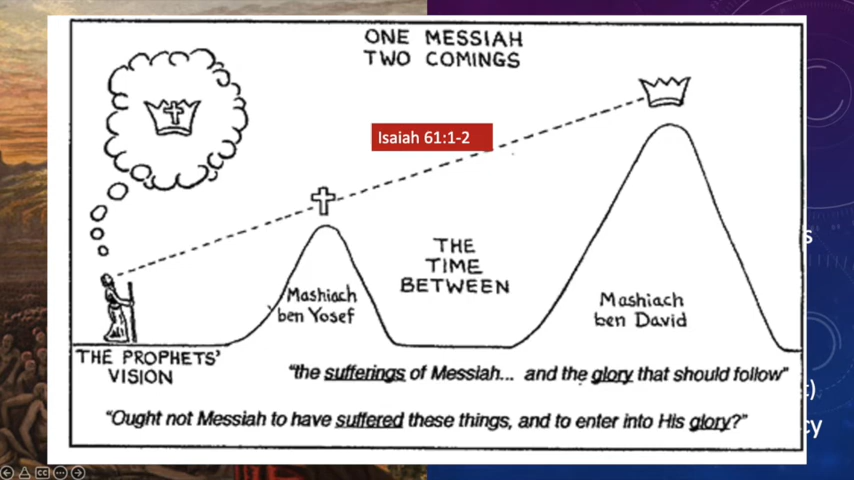 ONE MESSIAH
TWO COMINGS
Isaiah 61:1-2
THE
TIME
BETWEEN
Mashiach
ben Yosef
Mashiach
ben David
THE PROPHETS'
VISION
"the sufferings of Messiah... and the glory that should follow"
"Ought not Messiah to have suffered these things, and to enter into His glory?"